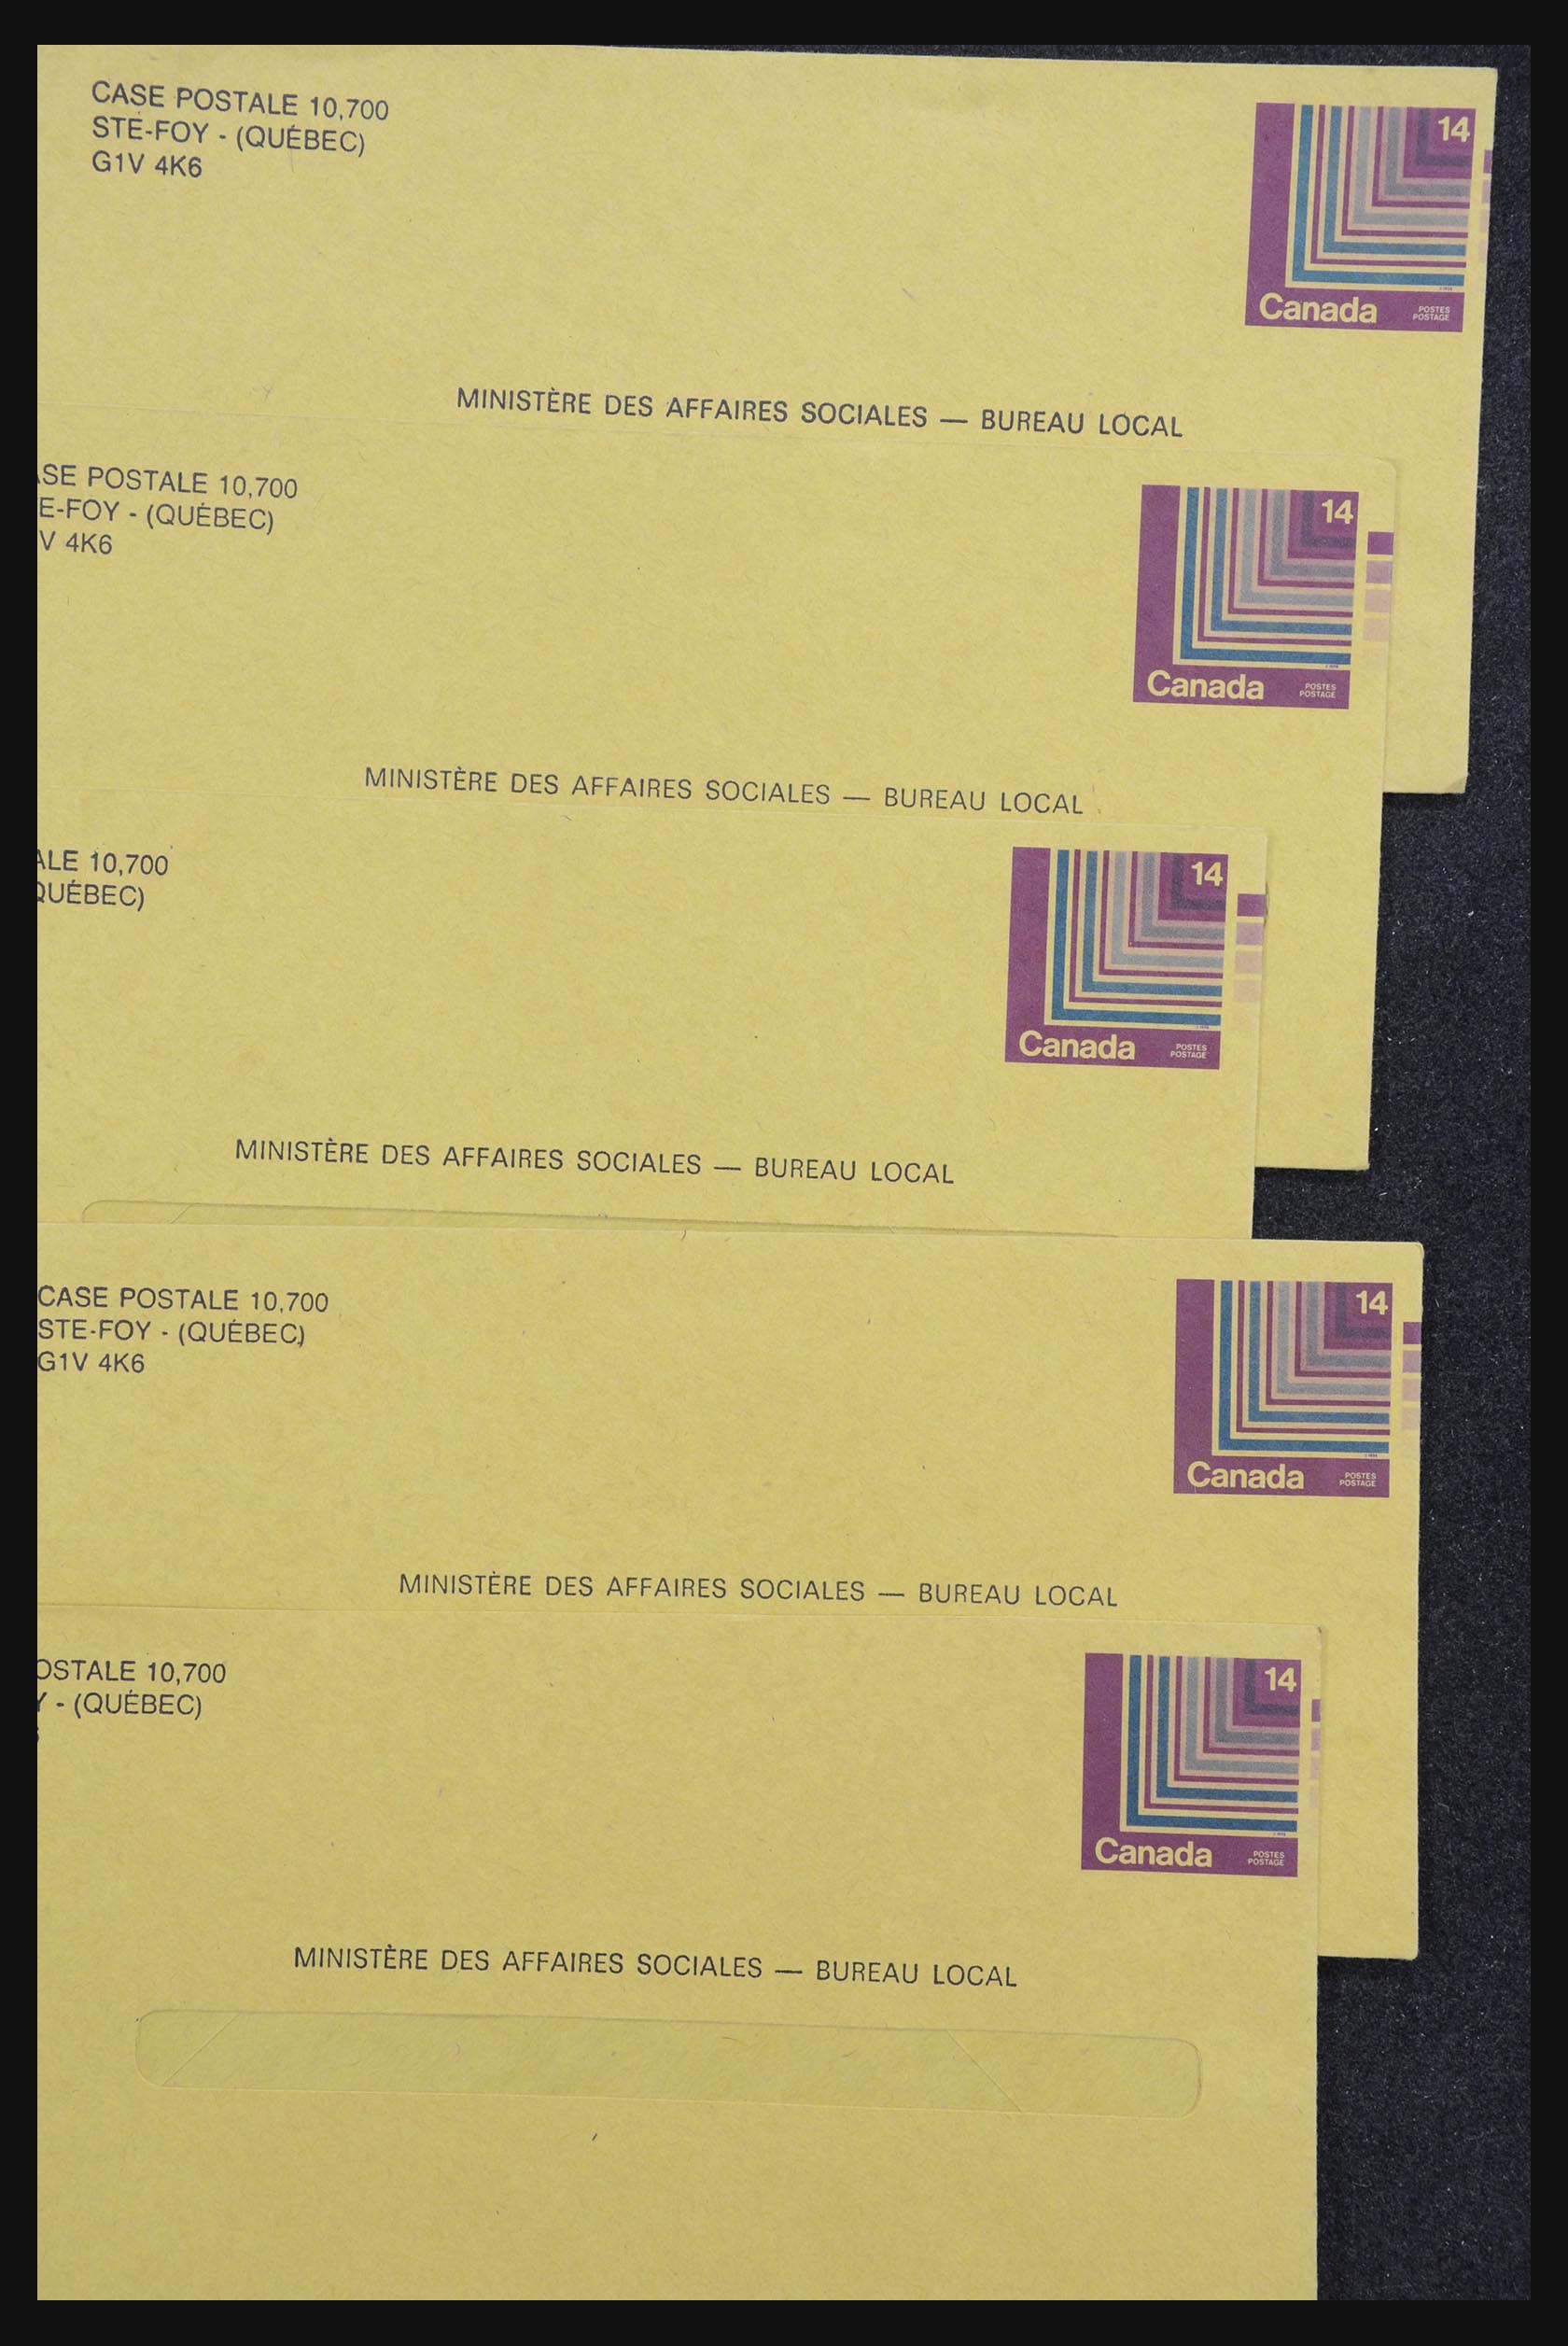 CASE POSTALE 10,700
STE-FOY - (QUÉBEC)
G1V 4K6
14
Canada
POSTES
POSTAGE
MINISTÈRE DES AFFAIRES SOCIALES — BUREAU LOCAL
POSTALE 10,700
E-FOY - (QUÉBEC)
V 4K6
14
Canada
POSTES
POSTAGE
MINISTÈRE DES AFFAIRES SOCIALES — BUREAU LOCAL
10,700
QUÉBEC)
14
Canada
POSTES
POSTAGE
MINISTÈRE DES AFFAIRES SOCIALES — BUREAU LOCAL
CASE POSTALE 10,700
STE-FOY - (QUÉBEC)
G1V 4K6
14
Canada
POSTES
POSTAGE
MINISTÈRE DES AFFAIRES SOCIALES — BUREAU LOCAL
OSTALE 10,700
Y - (QUÉBEC)
14
Canada
POSTES
POSTAGE
MINISTÈRE DES AFFAIRES SOCIALES — BUREAU LOCAL